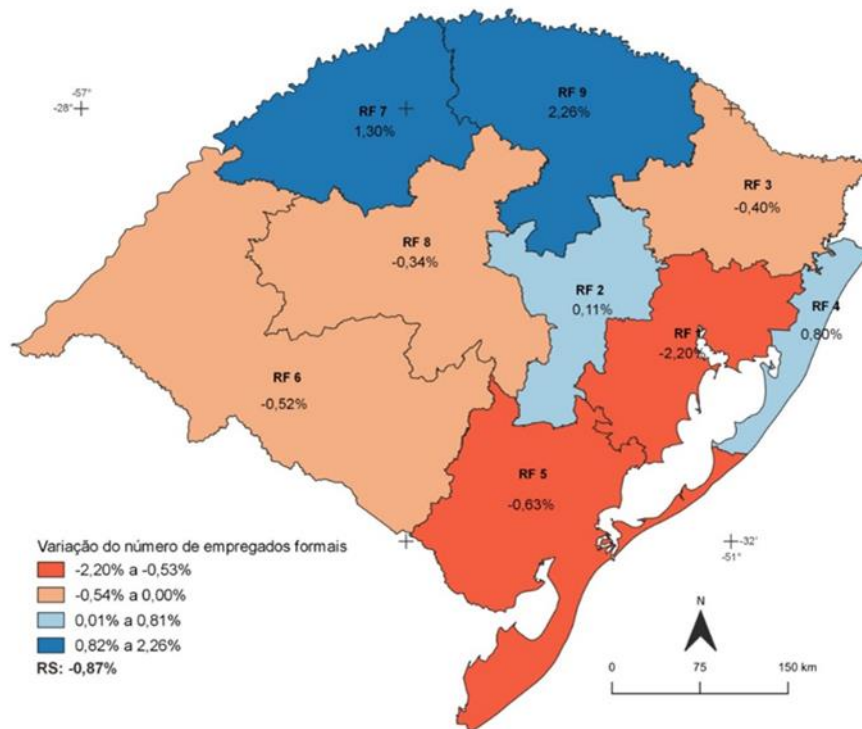 -57°
-28°
RF 9
2,26%
RF 7
1,30%
RF 3
-0,40%
RF 8
-0,34%
RF 2
0,11%
RF 4
0,80%
RF 1
-2,20%
RF 6
-0,52%
RF 5
-0,63%
-32°
-51°
Variação do número de empregados formais
-2,20% a -0,53%
-0,54% a 0,00%
0,01% a 0,81%
0,82% a 2,26%
RS: -0,87%
N
0 75 150 km